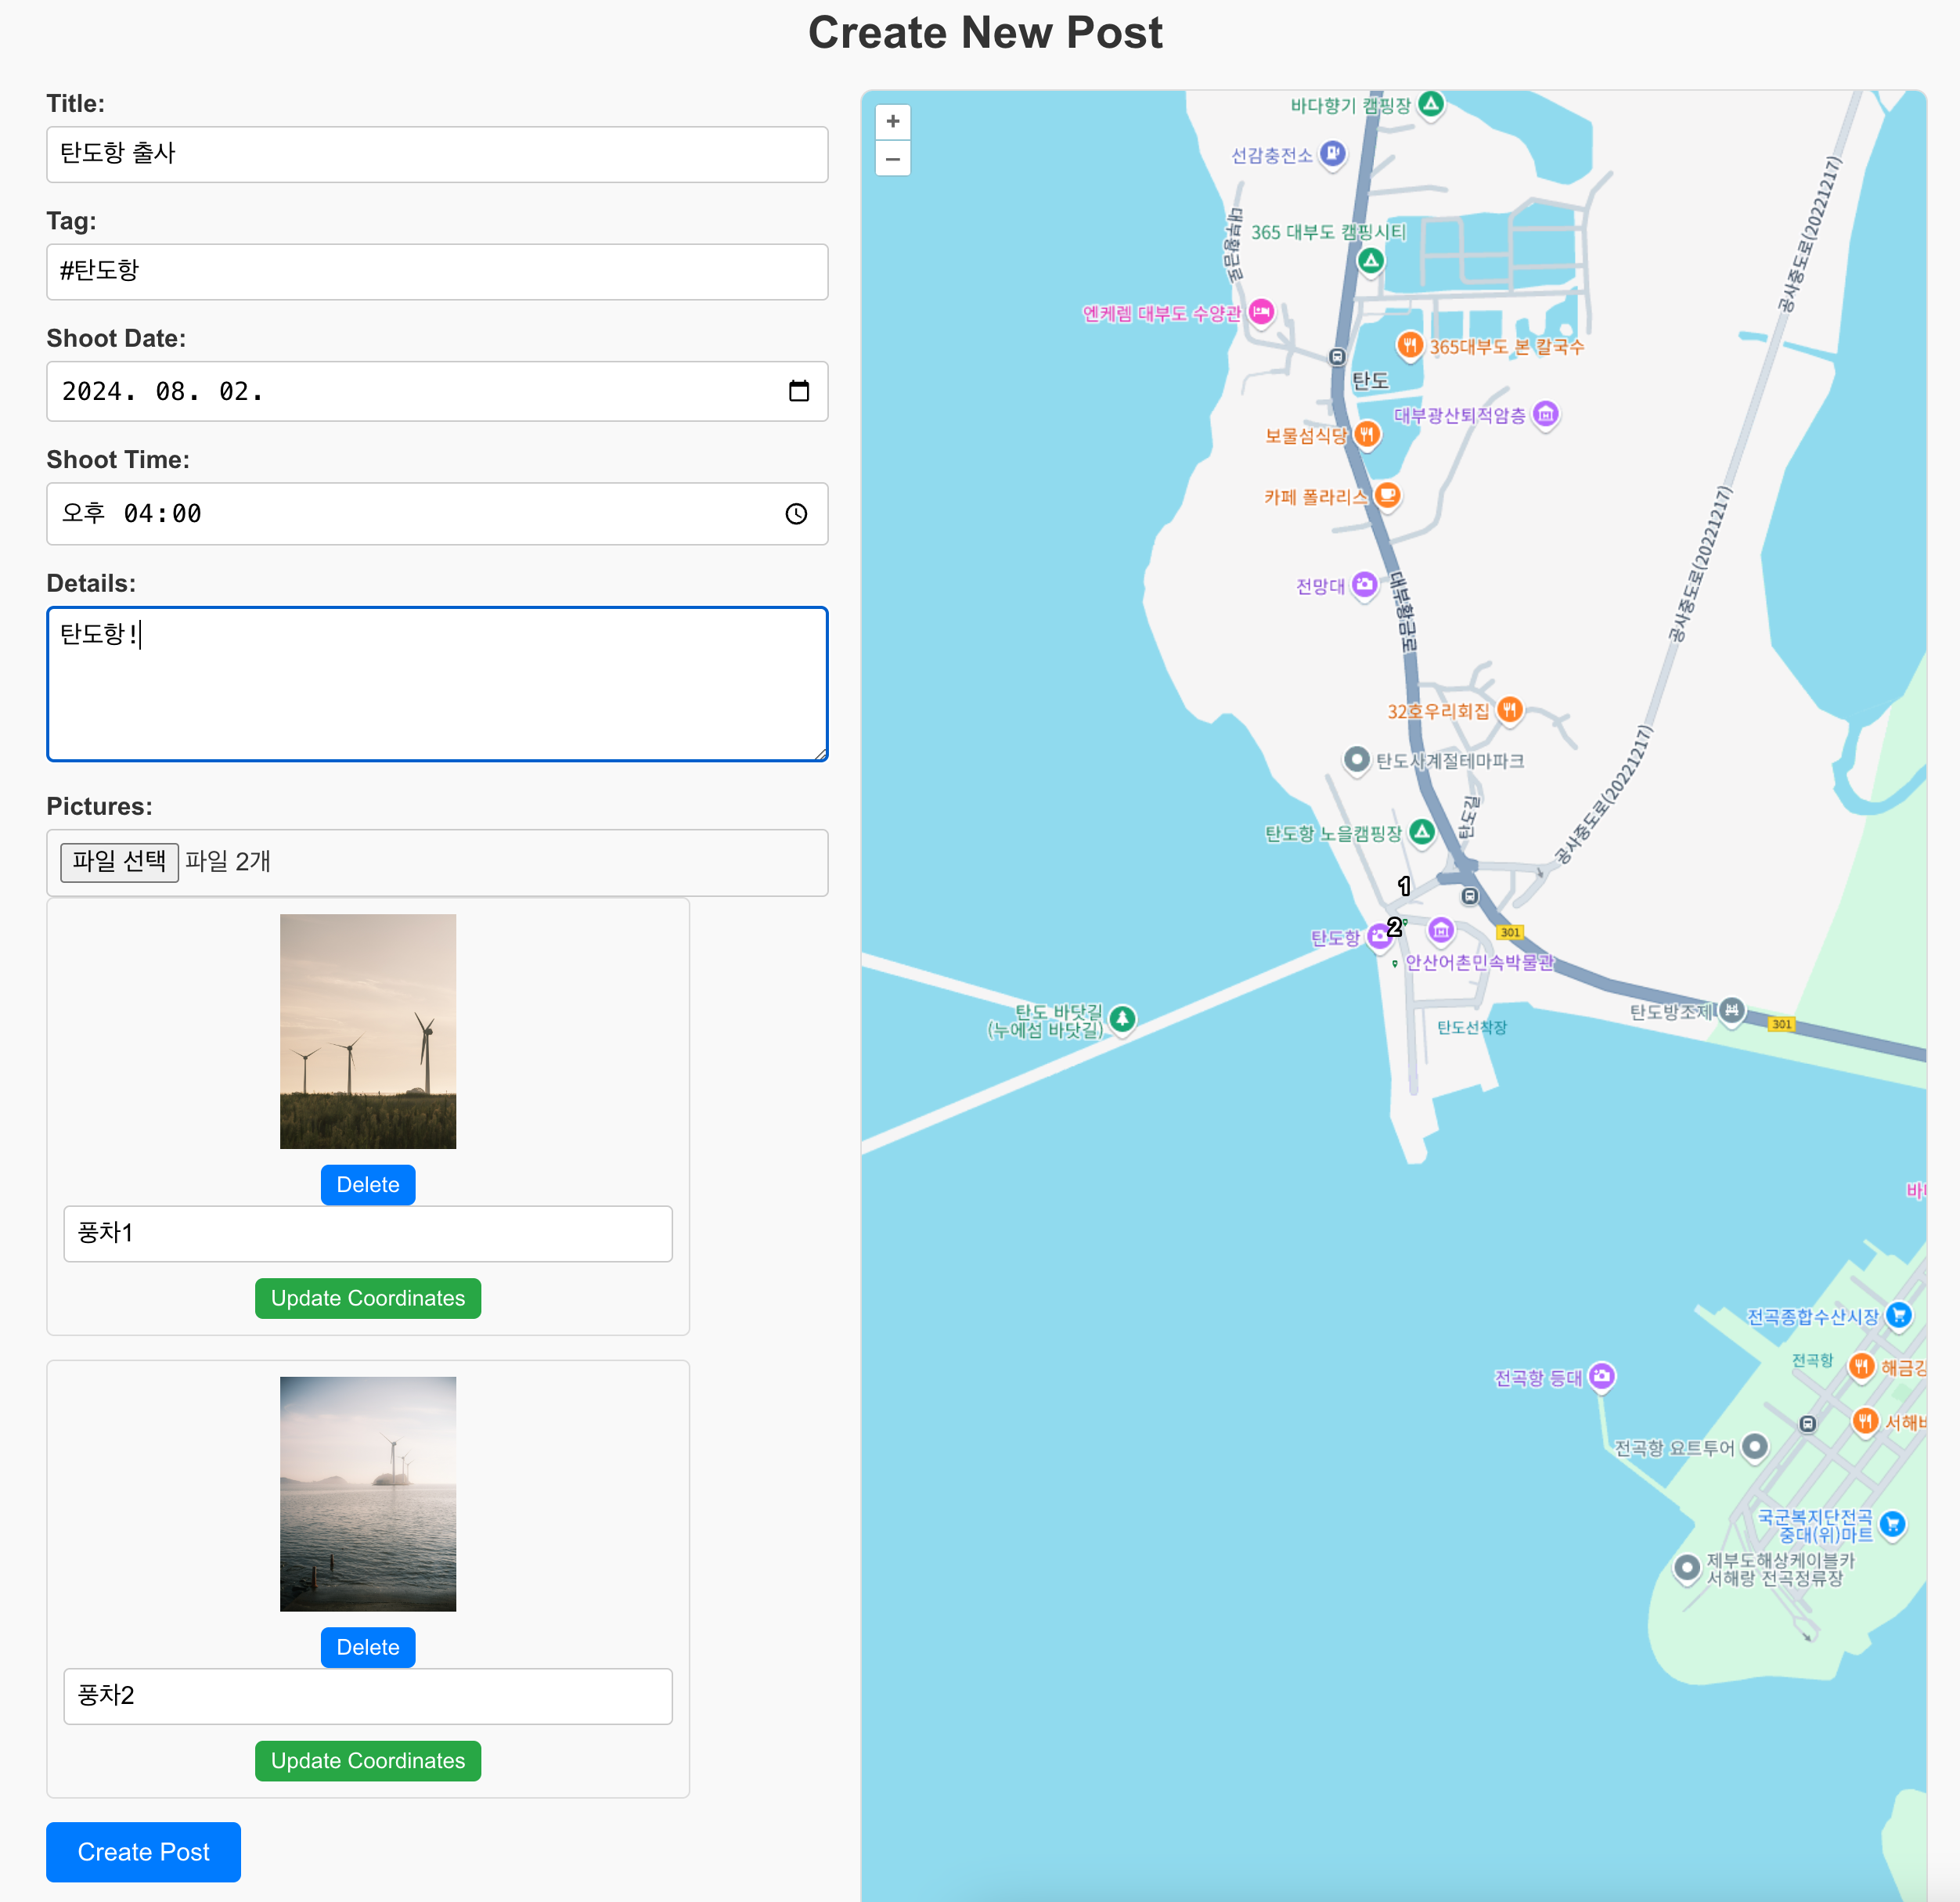 Create New Post
Title:
탄도항 출사
Tag:
#탄도항
Shoot Date:
2024. 08. 02.
Shoot Time:
오후 04:00
Details:
탄도항!
Pictures:
파일 선택 파일 2개
Delete
풍차1
Update Coordinates
Delete
풍차2
Update Coordinates
Create Post
+
−
바다향기 캠핑장
선감충전소
대부황금로
365 대부도 캠핑시티
공사중도로(20221217)
엔케렘 대부도 수양관
365대부도 본 칼국수
탄도
대부광산퇴적암층
보물섬식당
카페 폴라리스
공사중도로(20221217)
전망대
대부황금로
32호우리회집
탄도사계절테마파크
공사중도로(20221217)
탄도길
탄도항 노을캠핑장
1
2
탄도항
301
안산어촌민속박물관
탄도 바닷길
(누에섬 바닷길)
탄도선착장
탄도방조제
301
전곡종합수산시장
전곡항
해금강
전곡항 등대
서해바
전곡항 요트투어
국군복지단전곡
중대(위)마트
제부도해상케이블카
서해랑 전곡정류장